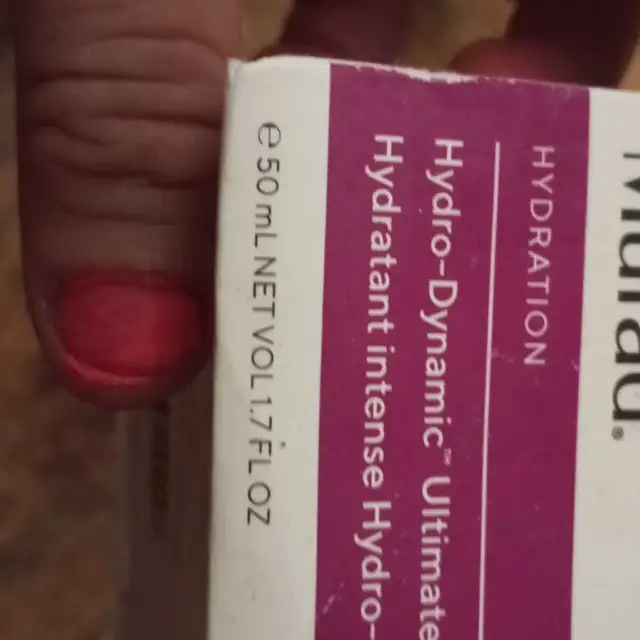 Murad®
HYDRATION
Hydro-Dynamic™ Ultimate
Hydratant intense Hydro-
e 50 mL NET VOL 1.7 FL OZ